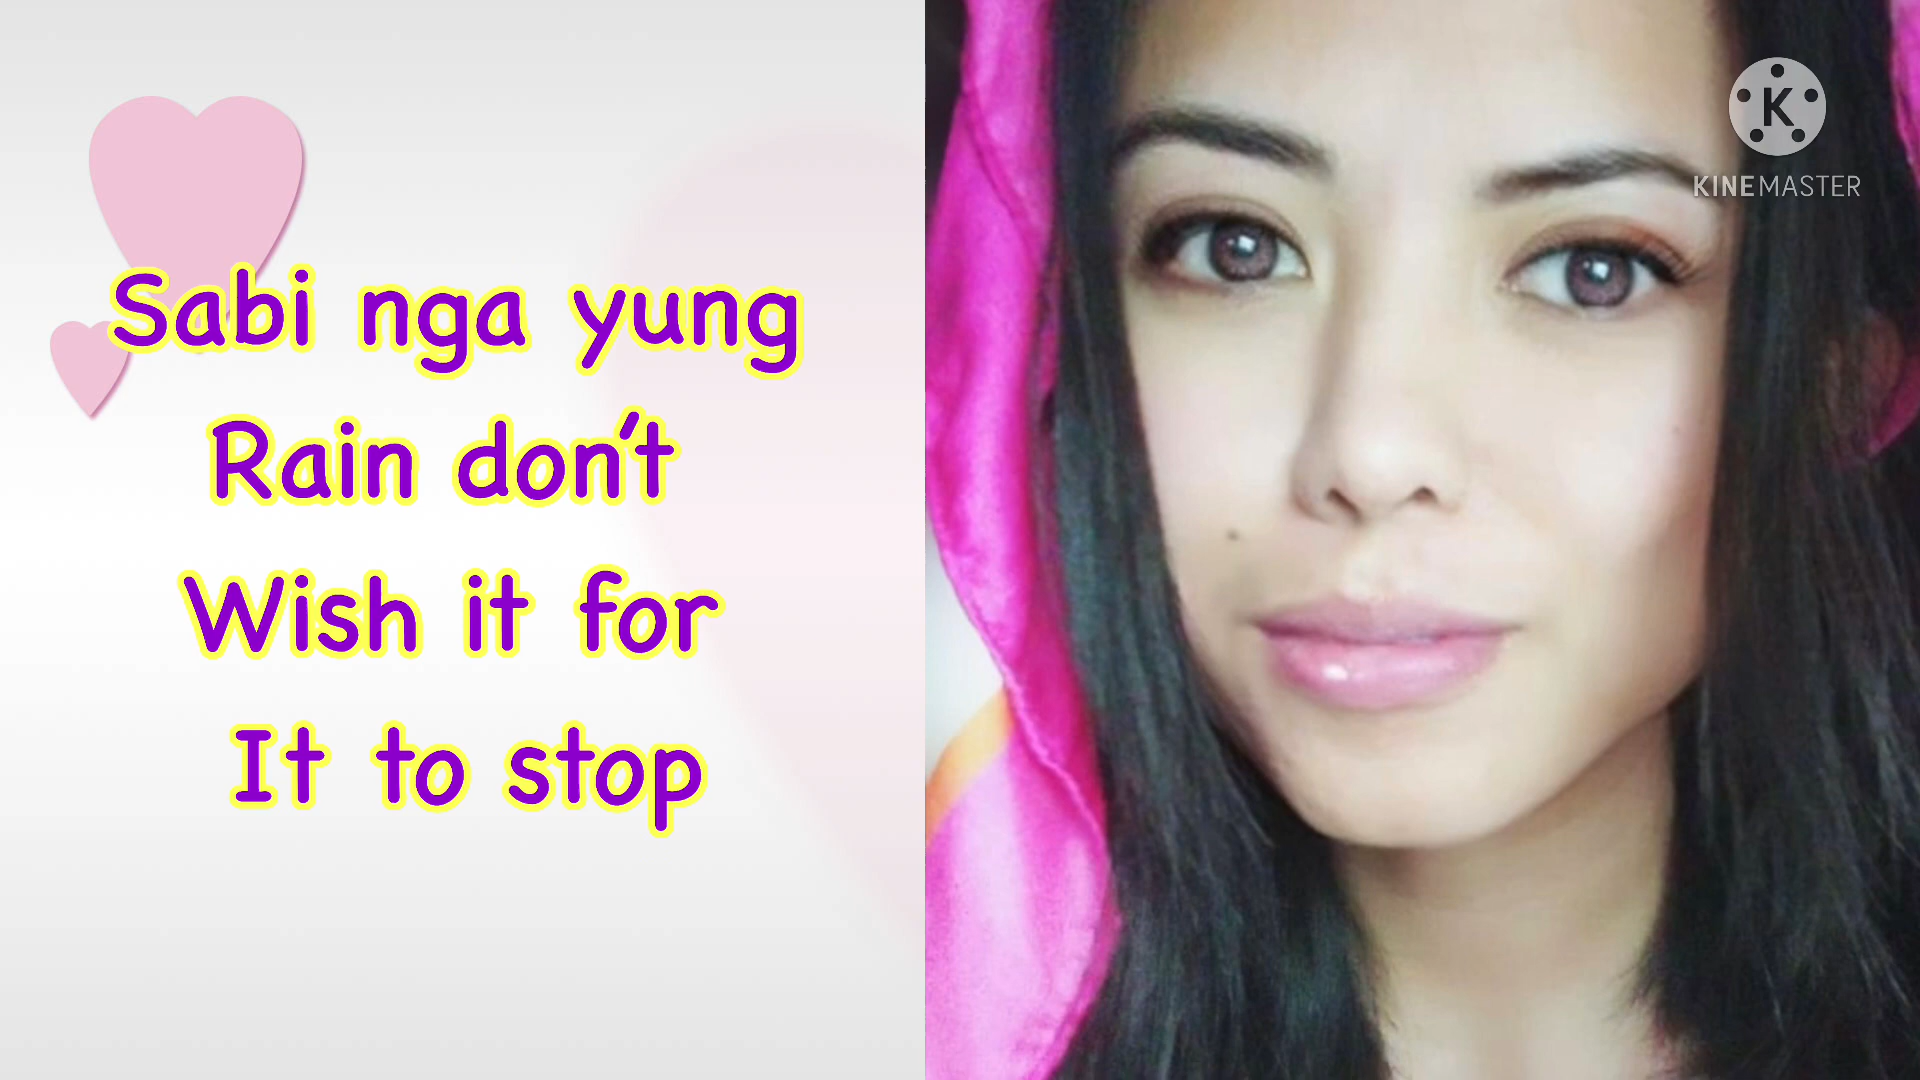 Sabi nga yung
Rain don't
Wish it for
It to stop
K
KINEMASTER